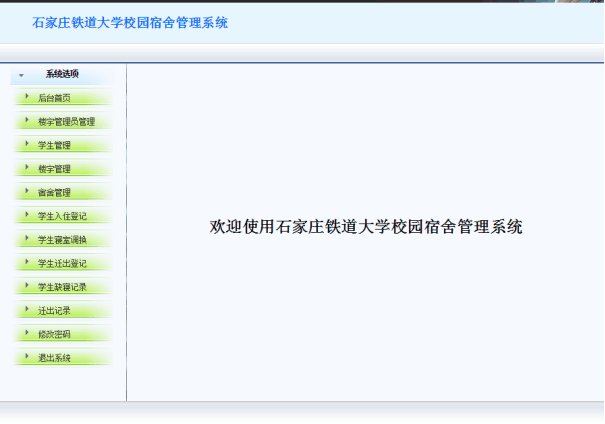 石家庄铁道大学校园宿舍管理系统
系统选项
后台首页
楼宇管理员管理
学生管理
楼宇管理
宿舍管理
学生入住登记
学生寝室调换
学生迁出登记
学生缺寝记录
迁出记录
修改密码
退出系统
欢迎使用石家庄铁道大学校园宿舍管理系统